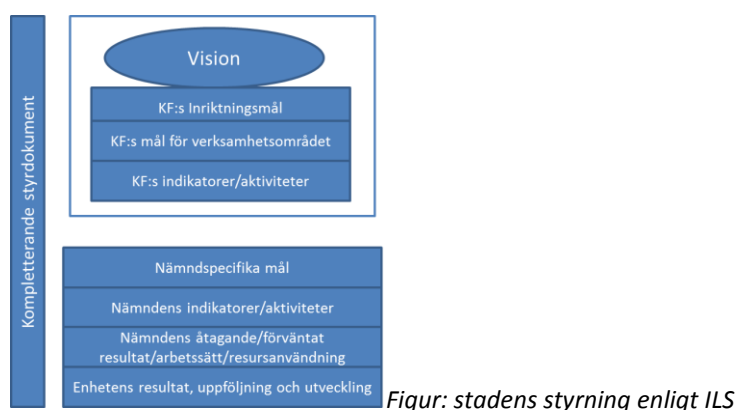 Kompletterande styrdokument
Vision
KF:s Inriktningsmål
KF:s mål för verksamhetsområdet
KF:s indikatorer/aktiviteter
Nämndspecifika mål
Nämndens indikatorer/aktiviteter
Nämndens åtagande/förväntat
resultat/arbetssätt/resursanvändning
Enhetens resultat, uppföljning och utveckling
Figur: stadens styrning enligt ILS